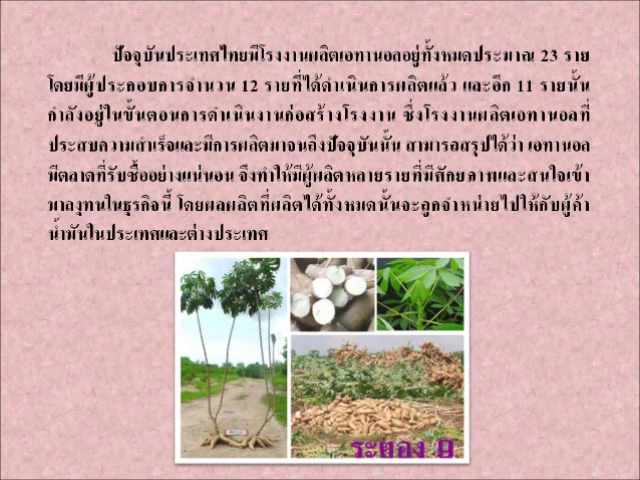 ปัจจุบันประเทศไทยมีโรงงานผลิตเอทานอลอยู่ทั้งหมดประมาณ 23 ราย
โดยมีผู้ประกอบการจำนวน 12 รายที่ได้ดำเนินการผลิตแล้ว และอีก 11 รายนั้น
กำลังอยู่ในขั้นตอนการดำเนินงานก่อสร้างโรงงาน ซึ่งโรงงานผลิตเอทานอลที่
ประสบความสำเร็จและมีการผลิตมาจนถึงปัจจุบันนั้น สามารถสรุปได้ว่า เอทานอล
มีตลาดที่รับซื้ออย่างแน่นอน จึงทำให้มีผู้ผลิตหลายรายที่มีศักยภาพและสนใจเข้า
มาลงทุนในธุรกิจนี้ โดยผลผลิตที่ผลิตได้ทั้งหมดนั้นจะถูกจำหน่ายไปให้กับผู้ค้า
น้ำมันในประเทศและต่างประเทศ
ระยอง 9